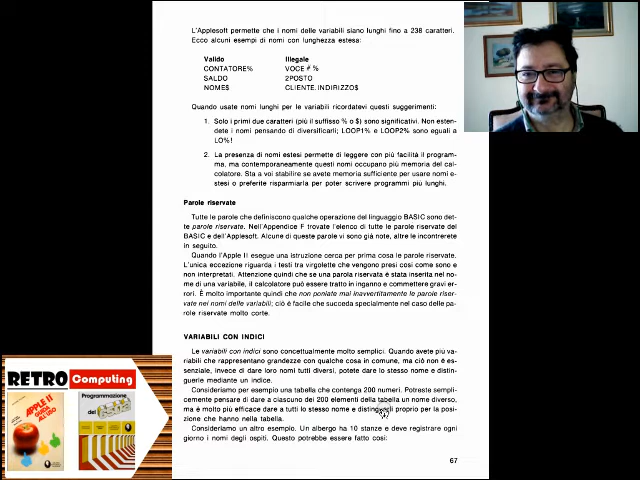 L'Applesoft permette che i nomi delle variabili siano lunghi fino a 238 caratteri.
Ecco alcuni esempi di nomi con lunghezza estesa:
Valido Illegale
CONTATORE% VOCE # %
SALDO 2POSTO
NOME$ CLIENTE.INDIRIZZO$
Quando usate nomi lunghi per le variabili ricordatevi questi suggerimenti:
1. Solo i primi due caratteri (più il suffisso % o $) sono significativi. Non esten-
dete i nomi pensando di diversificarli; LOOP1% e LOOP2% sono eguali a
LO%!
2. La presenza di nomi estesi permette di leggere con più facilità il program-
ma, ma contemporaneamente questi nomi occupano più memoria del cal-
colatore. Sta a voi stabilire se avete memoria sufficiente per usare nomi e-
stesi o preferite risparmiarla per poter scrivere programmi più lunghi.
Parole riservate
Tutte le parole che definiscono qualche operazione del linguaggio BASIC sono det-
te parole riservate. Nell'Appendice F trovate l'elenco di tutte le parole riservate del
BASIC e dell'Applesoft. Alcune di queste parole vi sono già note, altre le incontrerete
in seguito.
Quando l'Apple II esegue una istruzione cerca per prima cosa le parole riservate.
L'unica eccezione riguarda i testi tra virgolette che vengono presi così come sono e
non interpretati. Attenzione quindi che se una parola riservata è stata inserita nel no-
me di una variabile, il calcolatore può essere tratto in inganno e commettere gravi er-
rori. È molto importante quindi che non poniate mai inavvertitamente le parole riser-
vate nei nomi delle variabili; ciò è facile che succeda specialmente nel caso delle pa-
role riservate molto corte.
VARIABILI CON INDICI
Le variabili con indici sono concettualmente molto semplici. Quando avete più va-
riabili che rappresentano grandezze con qualche cosa in comune, ma ciò non è es-
senziale, invece di dare loro nomi tutti diversi, potete dare lo stesso nome e distin-
guerle mediante un indice.
Consideriamo per esempio una tabella che contenga 200 numeri. Potreste sempli-
cemente pensare di dare a ciascuno dei 200 elementi della tabella un nome diverso,
ma è molto più efficace dare a tutti lo stesso nome e distinguerli proprio per la posi-
zione che hanno nella tabella.
Consideriamo un altro esempio. Un albergo ha 10 stanze e deve registrare ogni
giorno i nomi degli ospiti. Questo potrebbe essere fatto così:
67
RETRO Computing
APPLE II
GUIDA
ALL'USO
Programmazione
del